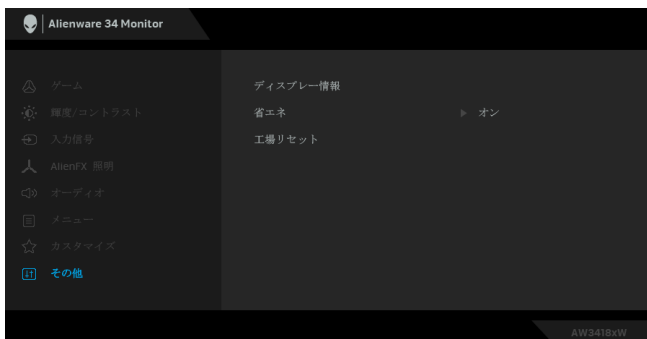 Alienware 34 Monitor
ゲーム
輝度/コントラスト
入力信号
AlienFX 照明
オーディオ
メニュー
カスタマイズ
その他
ディスプレー情報
省エネ オン
工場リセット
AW3418xW